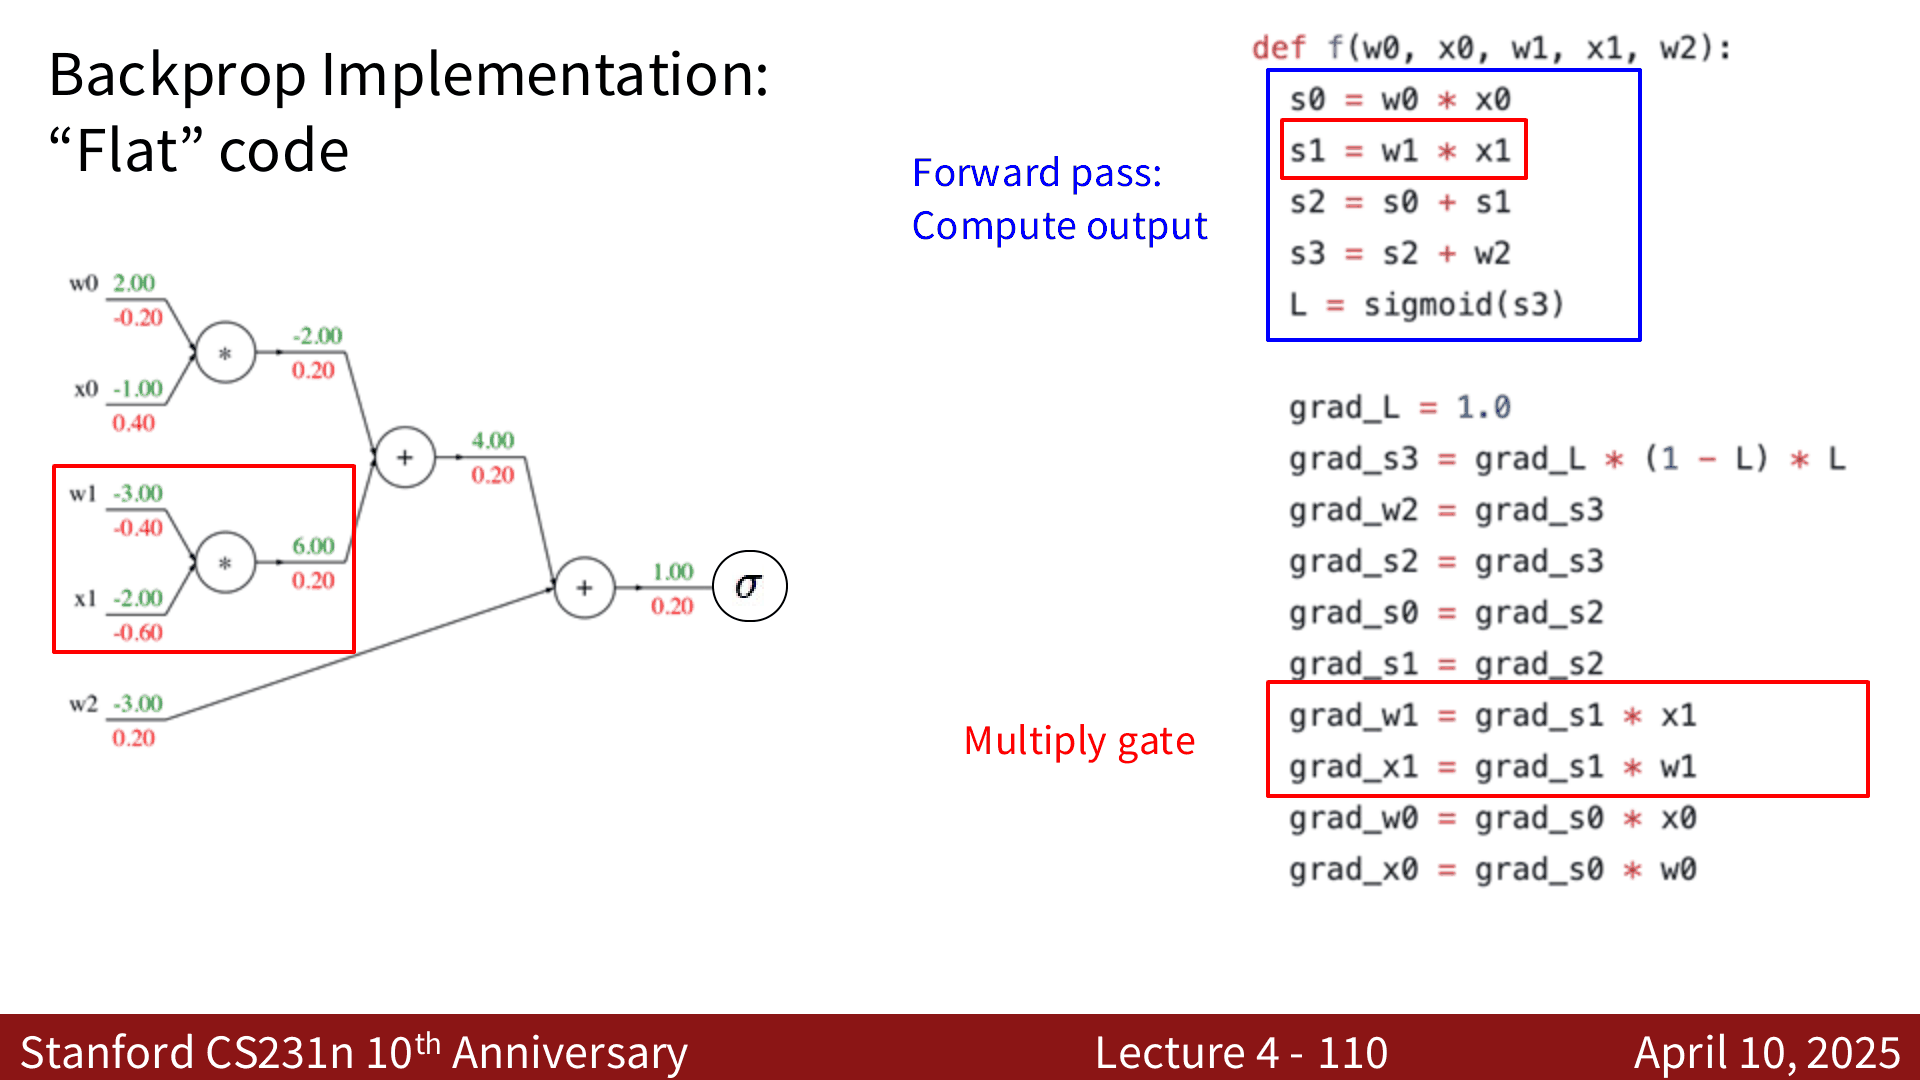 Backprop Implementation:
“Flat” code
Forward pass:
Compute output
def f(w0, x0, w1, x1, w2):
s0 = w0 * x0
s1 = w1 * x1
s2 = s0 + s1
s3 = s2 + w2
L = sigmoid(s3)
grad_L = 1.0
grad_s3 = grad_L * (1 - L) * L
grad_w2 = grad_s3
grad_s2 = grad_s3
grad_s0 = grad_s2
grad_s1 = grad_s2
Multiply gate
grad_w1 = grad_s1 * x1
grad_x1 = grad_s1 * w1
grad_w0 = grad_s0 * x0
grad_x0 = grad_s0 * w0
w0 2.00
-0.20
x0 -1.00
0.40
*
-2.00
0.20
w1 -3.00
-0.40
x1 -2.00
-0.60
*
6.00
0.20
+
4.00
0.20
w2 -3.00
0.20
+
1.00
0.20
σ
Stanford CS231n 10th Anniversary
Lecture 4 - 110
April 10, 2025